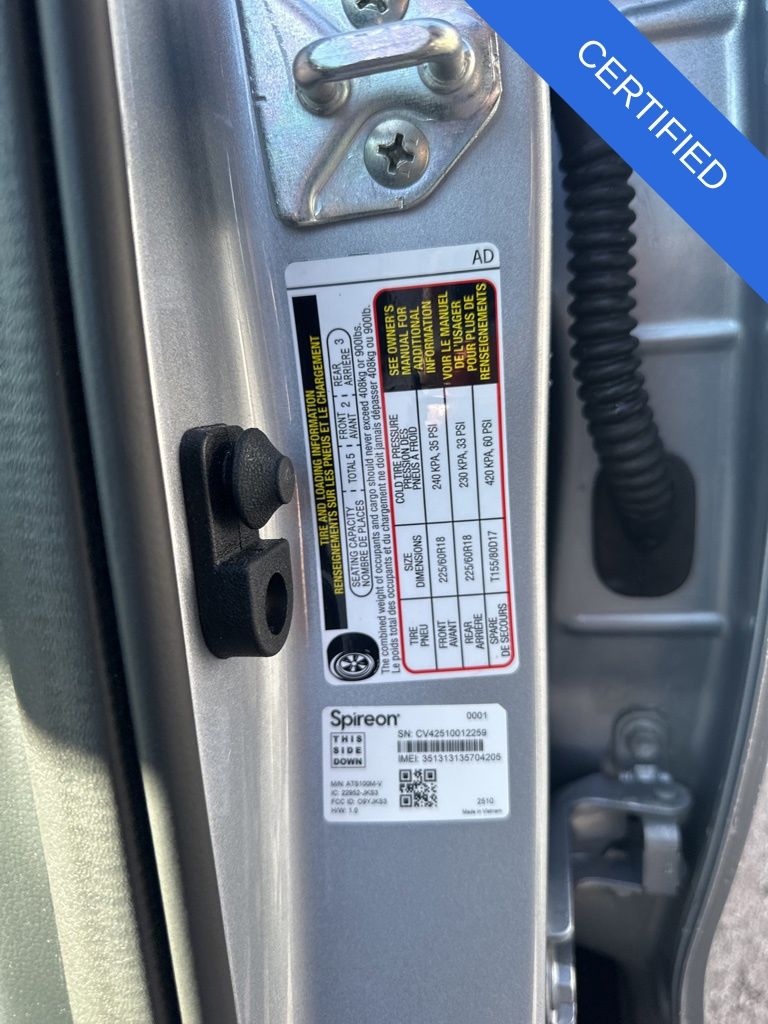 CERTIFIED
AD
TIRE AND LOADING INFORMATION
RENSEIGNEMENTS SUR LES PNEUS ET LE CHARGEMENT
SEATING CAPACITY TOTAL 5 FRONT 2 REAR 3
NOMBRE DE PLACES AVANT ARRIÈRE
The combined weight of occupants and cargo should never exceed 408kg or 900lbs.
Le poids total des occupants et du chargement ne doit jamais dépasser 408kg ou 900lb.
TIRE SIZE COLD TIRE PRESSURE
PNEU DIMENSIONS PRESSION DES PNEUS À FROID
FRONT 225/60R18 240 KPA, 35 PSI
AVANT
REAR 225/60R18 230 KPA, 33 PSI
ARRIÈRE
SPARE T155/80D17 420 KPA, 60 PSI
DE SECOURS
SEE OWNER'S
MANUAL FOR
ADDITIONAL
INFORMATION
VOIR LE MANUEL
DE L'USAGER
POUR PLUS DE
RENSEIGNEMENTS
Spireon 0001
THIS
SIDE
DOWN
SN: CV42510012259
IMEI: 351313135704205
M/N: AT5100M-V
IC: 22952-JKS3
FCC ID: O9YJKS3
H/W: 1.0
2510
Made in Vietnam